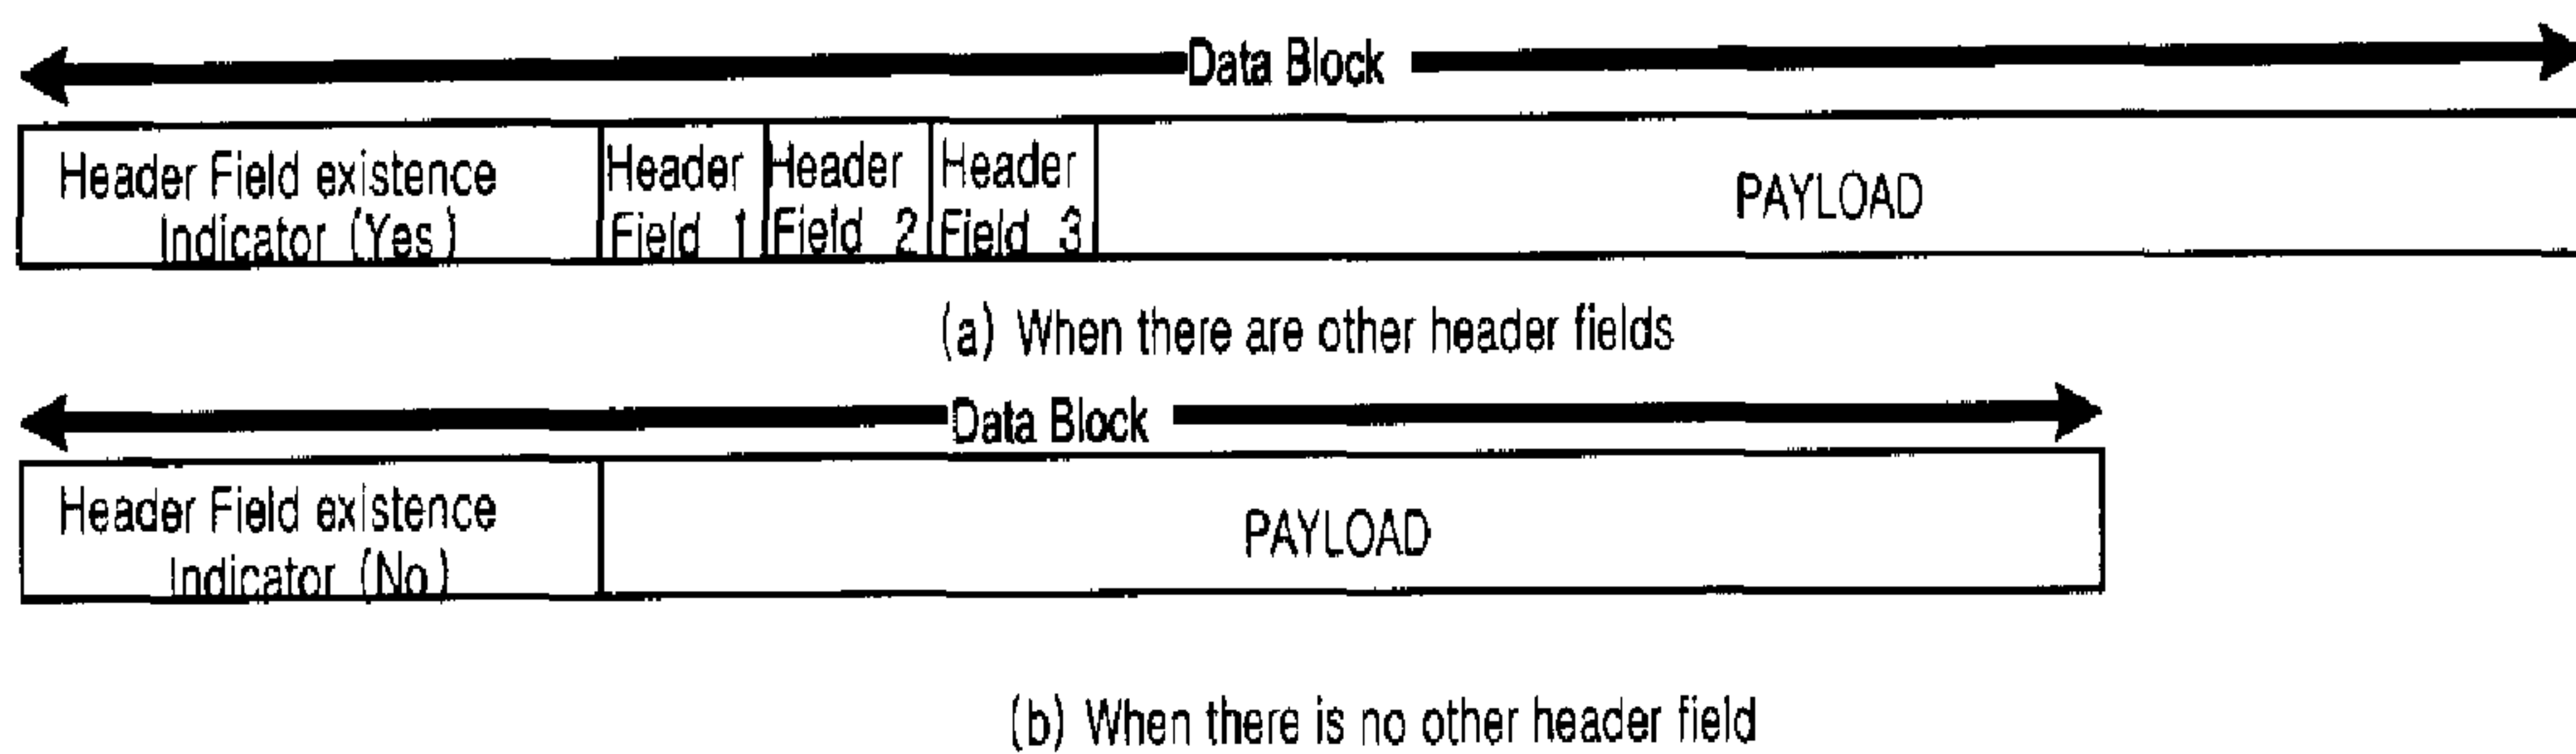 Data Block
Header Field existence
Indicator (Yes)
Header
Field 1
Header
Field 2
Header
Field 3
PAYLOAD
(a) When there are other header fields
Data Block
Header Field existence
Indicator (No)
PAYLOAD
(b) When there is no other header field